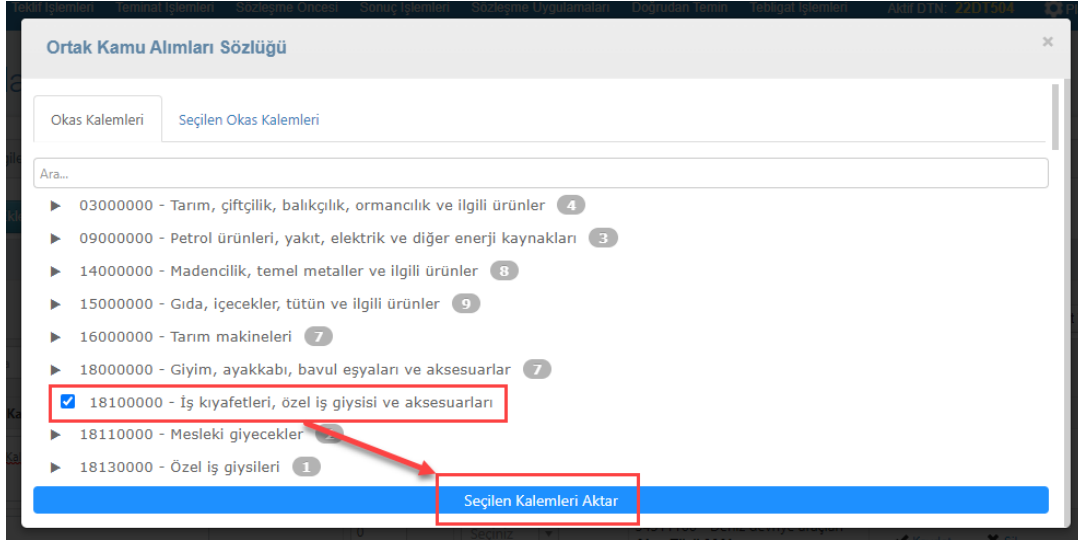 Teklif İşlemleri Teminat İşlemleri Sözleşme Öncesi Sonuç İşlemleri Sözleşme Uygulamaları Doğrudan Temin Tebligat İşlemleri Aktif DTN: 22DT504
Ortak Kamu Alımları Sözlüğü ×
Okas Kalemleri Seçilen Okas Kalemleri
Ara...
03000000 - Tarım, çiftçilik, balıkçılık, ormancılık ve ilgili ürünler 4
09000000 - Petrol ürünleri, yakıt, elektrik ve diğer enerji kaynakları 3
14000000 - Madencilik, temel metaller ve ilgili ürünler 8
15000000 - Gıda, içecekler, tütün ve ilgili ürünler 9
16000000 - Tarım makineleri 7
18000000 - Giyim, ayakkabı, bavul eşyaları ve aksesuarlar 7
18100000 - İş kıyafetleri, özel iş giysisi ve aksesuarları
18110000 - Mesleki giyecekler
18130000 - Özel iş giysileri 1
Seçilen Kalemleri Aktar
Seçiniz